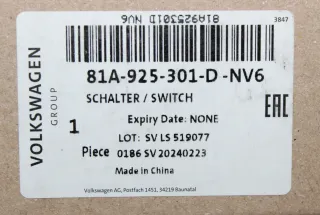 81A925301D NV6
3847
VOLKSWAGEN
GROUP
81A-925-301-D -NV6
SCHALTER / SWITCH
EAC
Expiry Date: NONE
1
LOT: SV LS 519077
Piece 0186 SV 20240223
Made in China
Volkswagen AG, Postfach 1451, 34219 Baunatal